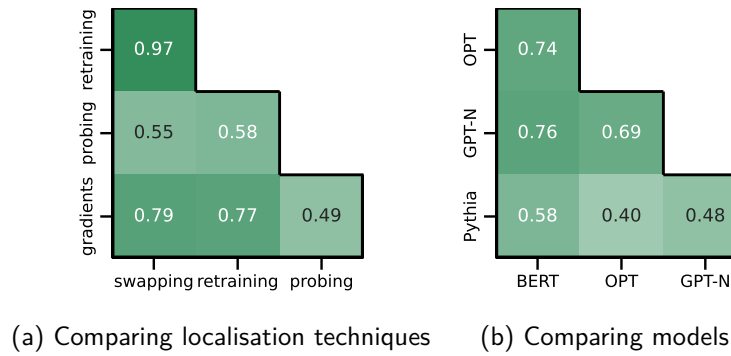 retraining 0.97
probing 0.55 0.58
gradients 0.79 0.77 0.49
swapping retraining probing
(a) Comparing localisation techniques
OPT 0.74
GPT-N 0.76 0.69
Pythia 0.58 0.40 0.48
BERT OPT GPT-N
(b) Comparing models